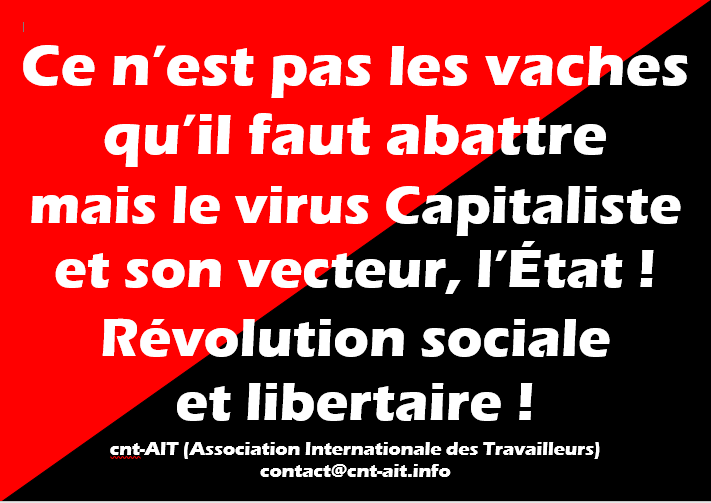 Ce n’est pas les vaches
qu’il faut abattre
mais le virus Capitaliste
et son vecteur, l’État !
Révolution sociale
et libertaire !
cnt-AIT (Association Internationale des Travailleurs)
contact@cnt-ait.info